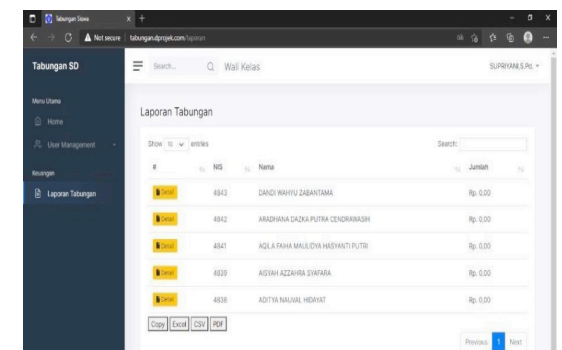 Tabungan Siswa
Not secure tabungan.dprojek.com/laporan
Tabungan SD
Search... Wali Kelas SUPRIYANI,S.Pd.
Menu Utama
Home
User Management
Keuangan
Laporan Tabungan
Laporan Tabungan
Show 10 entries Search:
# NIS Nama Jumlah
Detail 4843 DANDI WAHYU ZABANTAMA Rp. 0,00
Detail 4842 ARADHANA DAZKA PUTRA CENDRAWASIH Rp. 0,00
Detail 4841 AQILA FAIHA MAULIDYA HASYANTI PUTRI Rp. 0,00
Detail 4839 AISYAH AZZAHRA SYAFARA Rp. 0,00
Detail 4838 ADITYA NAUVAL HIDAYAT Rp. 0,00
Copy Excel CSV PDF
Previous 1 Next